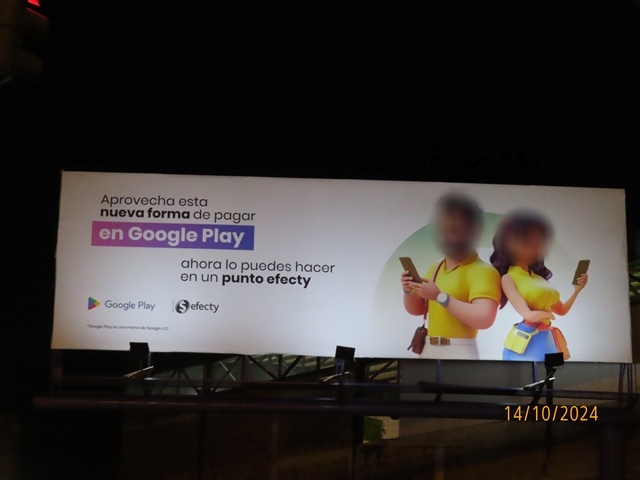 Aprovecha esta
nueva forma de pagar
en Google Play
ahora lo puedes hacer
en un punto efecty
Google Play efecty
*Google Play es una marca de Google LLC.
14/10/2024